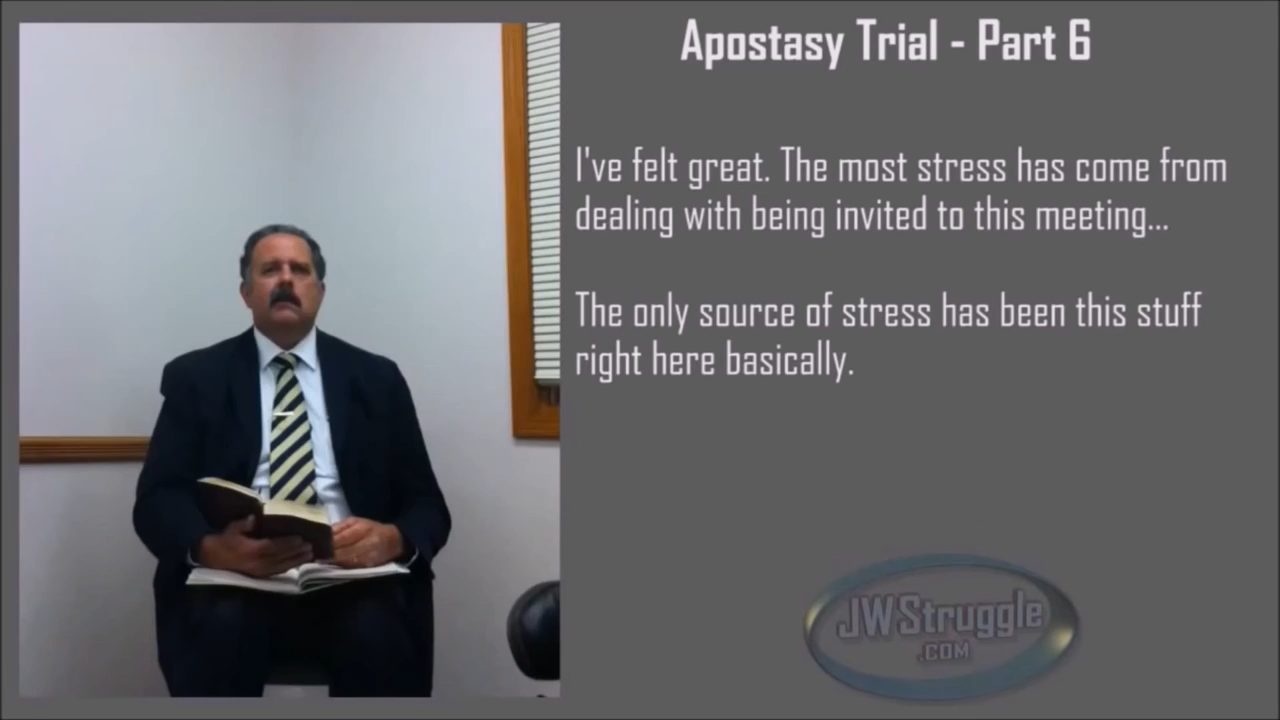 Apostasy Trial - Part 6
I've felt great. The most stress has come from
dealing with being invited to this meeting...
The only source of stress has been this stuff
right here basically.
JWStruggle
.COM